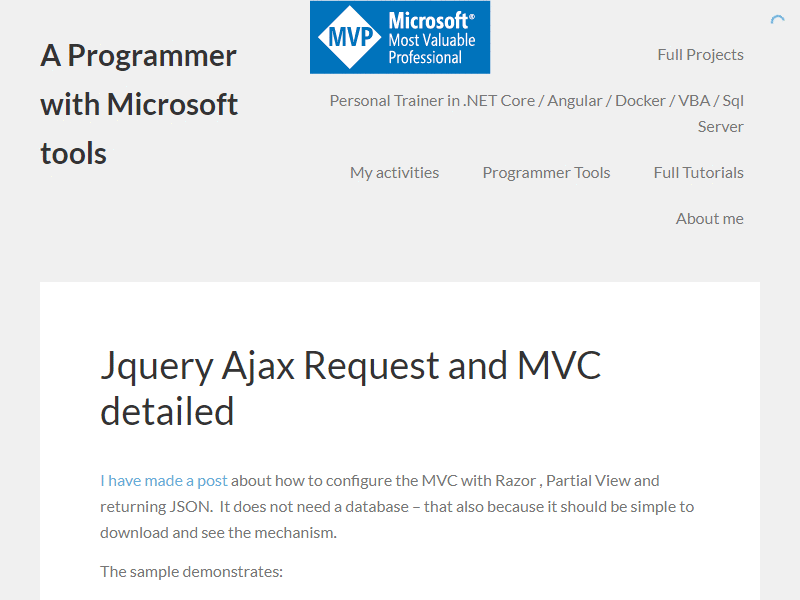 A Programmer
with Microsoft
tools
MVP
Microsoft®
Most Valuable
Professional
Full Projects
Personal Trainer in .NET Core / Angular / Docker / VBA / Sql
Server
My activities
Programmer Tools
Full Tutorials
About me
Jquery Ajax Request and MVC
detailed
I have made a post about how to configure the MVC with Razor , Partial View and
returning JSON.  It does not need a database – that also because it should be simple to
download and see the mechanism.
The sample demonstrates: